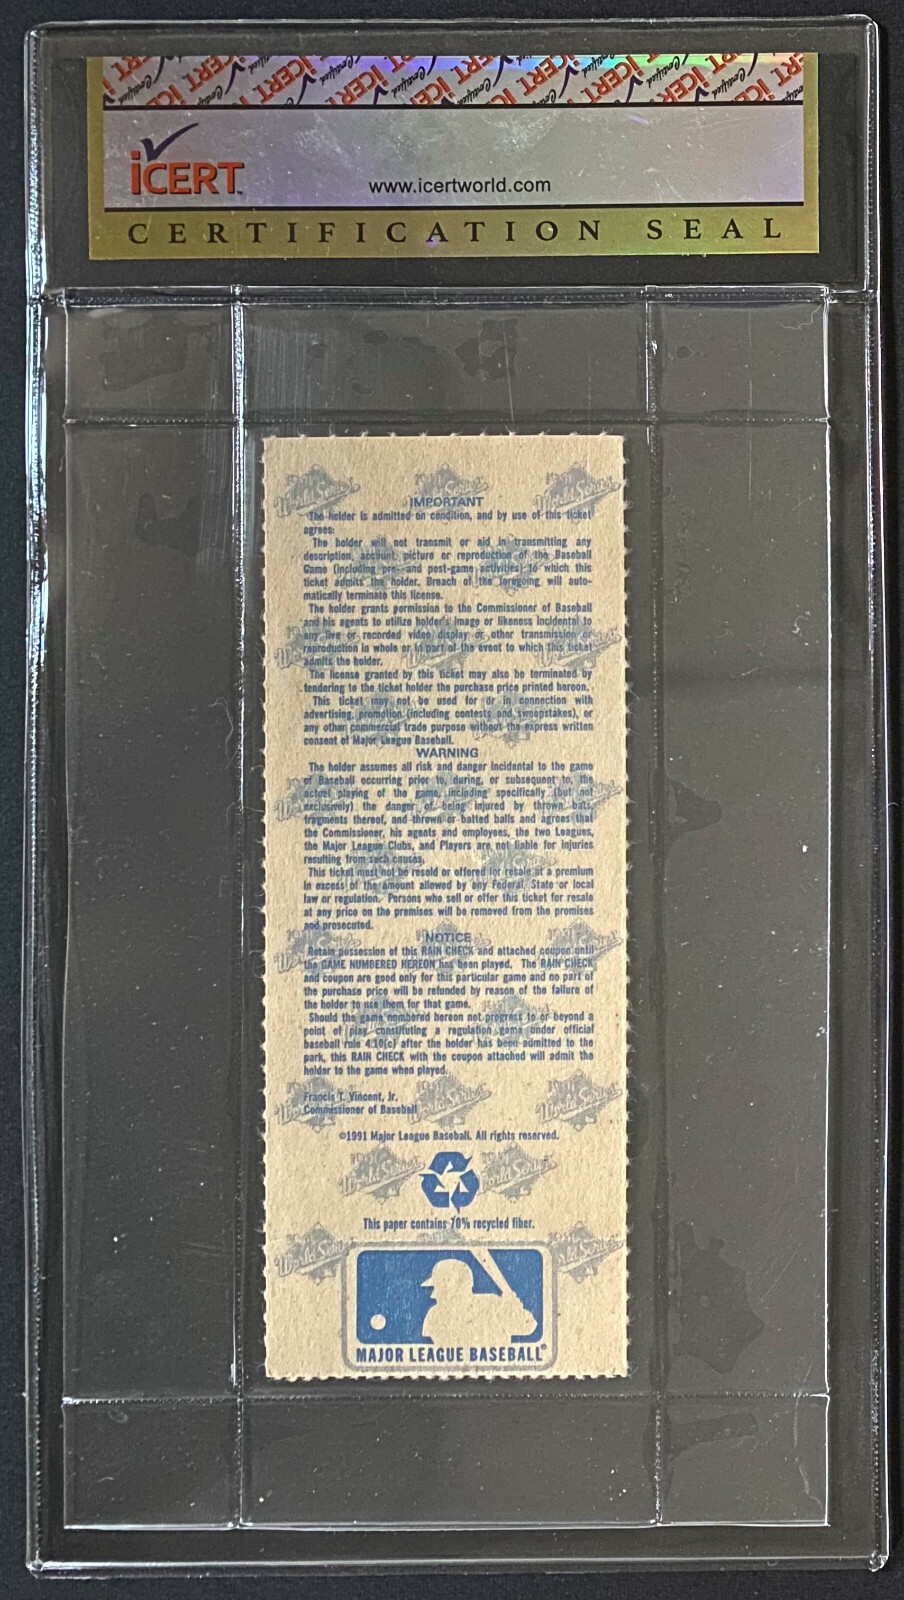 iCERT
www.icertworld.com
CERTIFICATION SEAL
IMPORTANT
The holder is admitted on condition, and by use of this ticket
agrees:
The holder will not transmit or aid in transmitting any
description, account, picture or reproduction of the Baseball
Game (including pre- and post-game activities) to which this
ticket admits the holder. Breach of the foregoing will auto-
matically terminate this license.
The holder grants permission to the Commissioner of Baseball
and his agents to utilize holder's image or likeness incidental to
any live or recorded video display or other transmission or
reproduction in whole or in part of the event to which this ticket
admits the holder.
The license granted by this ticket may also be terminated by
tendering to the ticket holder the purchase price printed hereon.
This ticket may not be used for or in connection with
advertising, promotion (including contests and sweepstakes), or
any other commercial trade purpose without the express written
consent of Major League Baseball.
WARNING
The holder assumes all risk and danger incidental to the game
of Baseball occurring prior to, during, or subsequent to, the
actual playing of the game, including specifically (but not
exclusively) the danger of being injured by thrown bats,
fragments thereof, and thrown or batted balls and agrees that
the Commissioner, his agents and employees, the two Leagues,
the Major League Clubs, and Players are not liable for injuries
resulting from such causes.
This ticket must not be resold or offered for resale at a premium
in excess of the amount allowed by any Federal, State or local
law or regulation. Persons who sell or offer this ticket for resale
at any price on the premises will be removed from the premises
and prosecuted.
NOTICE
Retain possession of this RAIN CHECK and attached coupon until
the GAME NUMBERED HEREON has been played. The RAIN CHECK
and coupon are good only for this particular game and no part of
the purchase price will be refunded by reason of the failure of
the holder to use them for that game.
Should the game numbered hereon not progress to or beyond a
point of play constituting a regulation game under official
baseball rule 4.10(c) after the holder has been admitted to the
park, this RAIN CHECK with the coupon attached will admit the
holder to the game when played.
Francis T. Vincent, Jr.
Commissioner of Baseball
©1991 Major League Baseball. All rights reserved.
This paper contains 70% recycled fiber.
MAJOR LEAGUE BASEBALL®